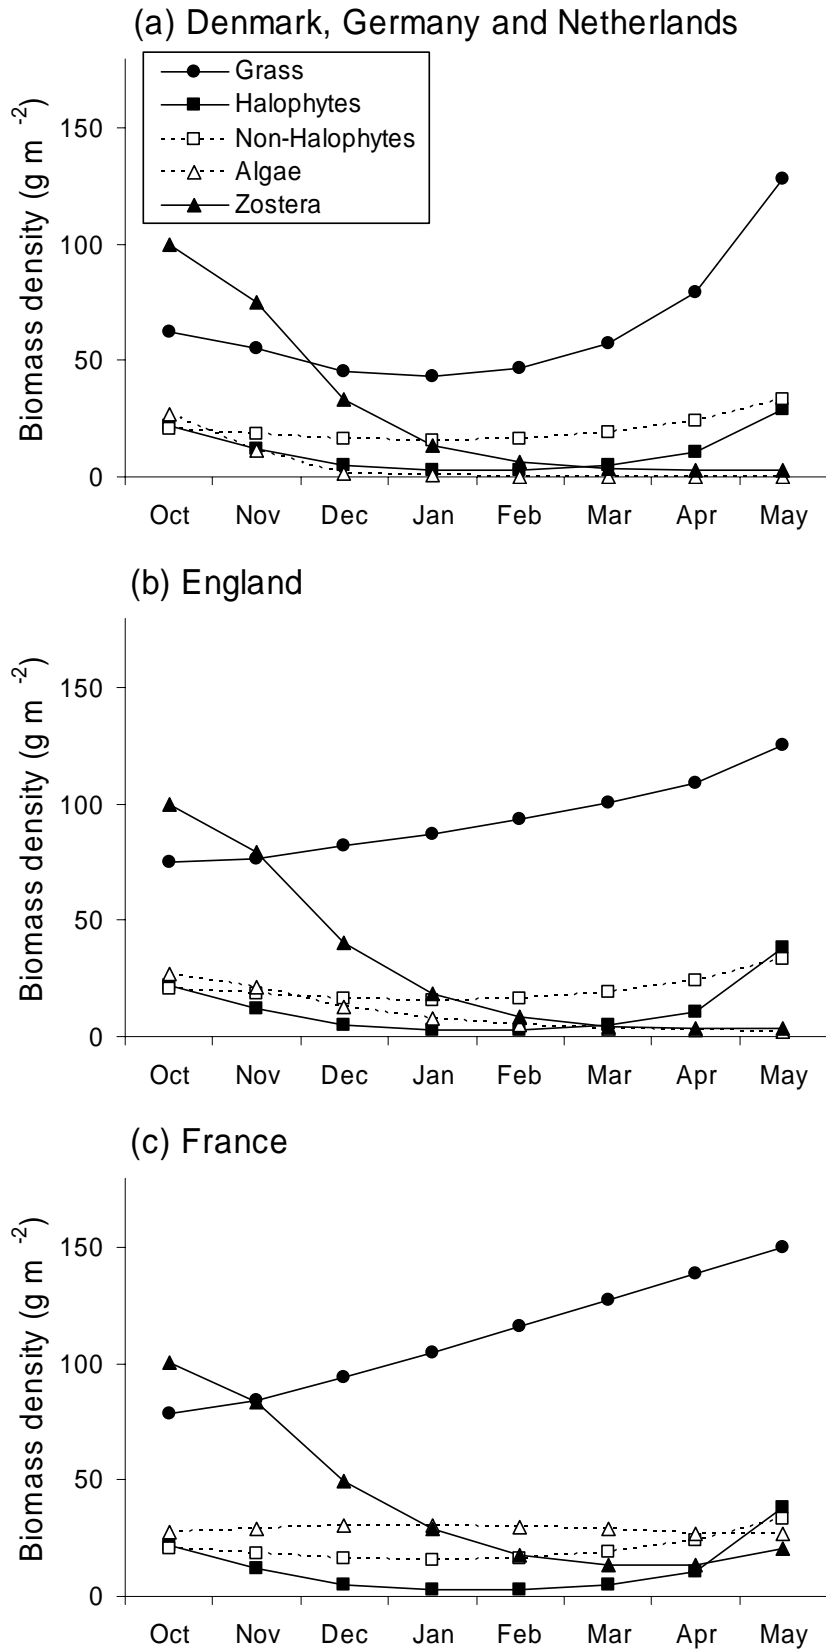 (a) Denmark, Germany and Netherlands
Grass
Halophytes
Non-Halophytes
Algae
Zostera
Biomass density (g m -2)
150
100
50
0
Oct Nov Dec Jan Feb Mar Apr May
(b) England
Biomass density (g m -2)
150
100
50
0
Oct Nov Dec Jan Feb Mar Apr May
(c) France
Biomass density (g m -2)
150
100
50
0
Oct Nov Dec Jan Feb Mar Apr May